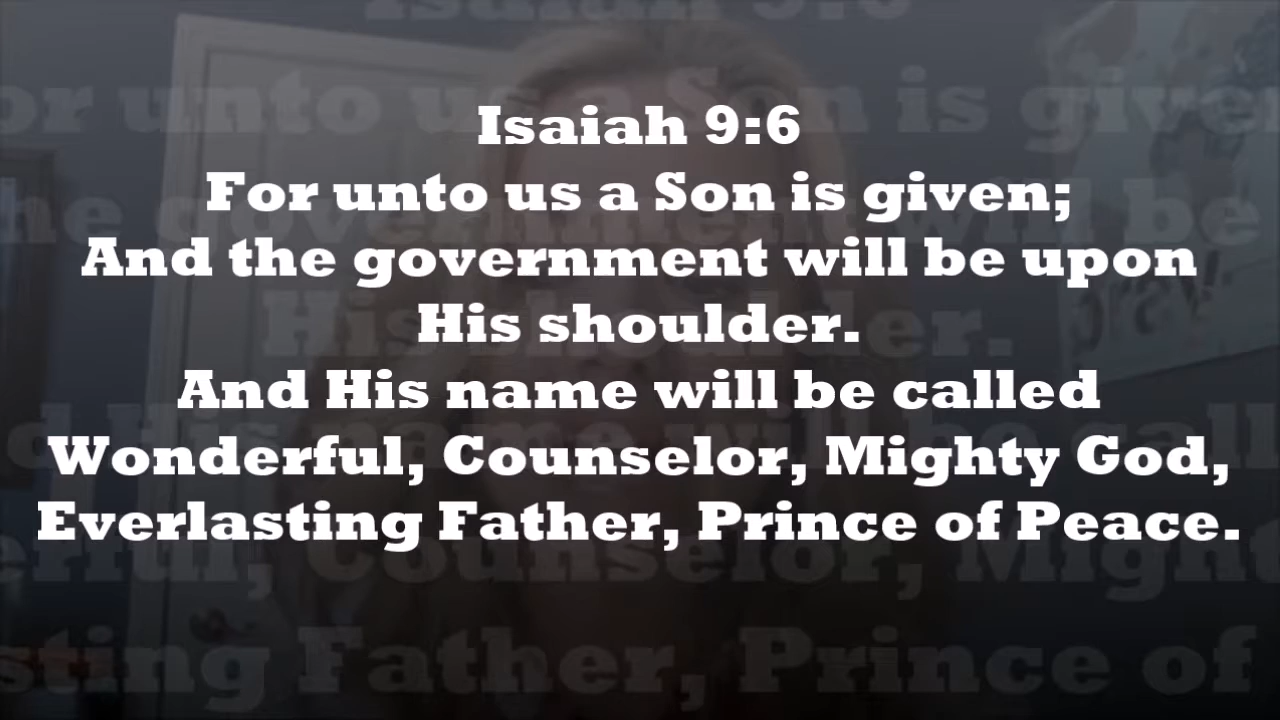 Isaiah 9:6
For unto us a Son is given;
And the government will be upon
His shoulder.
And His name will be called
Wonderful, Counselor, Mighty God,
Everlasting Father, Prince of Peace.